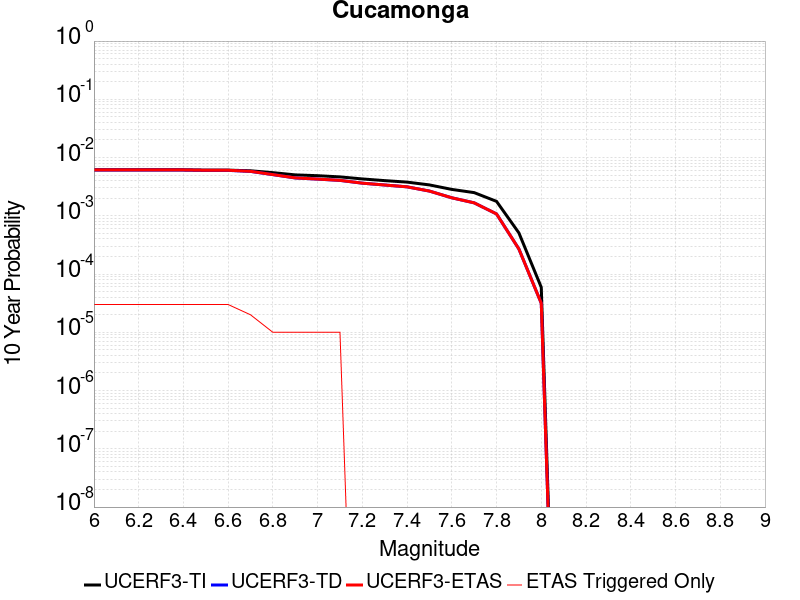 Cucamonga
10^0
10^-1
10^-2
10^-3
10^-4
10^-5
10^-6
10^-7
10^-8
10 Year Probability
6 6.2 6.4 6.6 6.8 7 7.2 7.4 7.6 7.8 8 8.2 8.4 8.6 8.8 9
Magnitude
UCERF3-TI UCERF3-TD UCERF3-ETAS ETAS Triggered Only